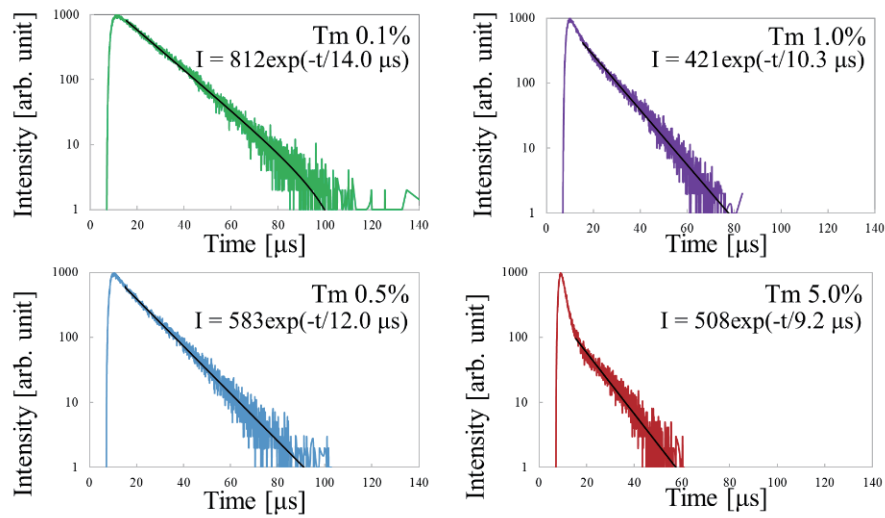 Intensity [arb. unit]
1000
100
10
1
Tm 0.1%
I = 812exp(-t/14.0 μs)
0 20 40 60 80 100 120 140
Time [μs]
Intensity [arb. unit]
1000
100
10
1
Tm 1.0%
I = 421exp(-t/10.3 μs)
0 20 40 60 80 100 120 140
Time [μs]
Intensity [arb. unit]
1000
100
10
1
Tm 0.5%
I = 583exp(-t/12.0 μs)
0 20 40 60 80 100 120 140
Time [μs]
Intensity [arb. unit]
1000
100
10
1
Tm 5.0%
I = 508exp(-t/9.2 μs)
0 20 40 60 80 100 120 140
Time [μs]